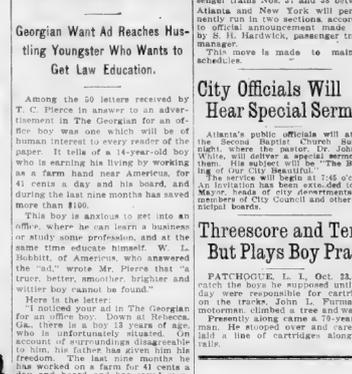 Georgian Want Ad Reaches Hus-
tling Youngster Who Wants to
Get Law Education.
Among the 50 letters received by
T. C. Pierce in answer to an adver-
tisement in The Georgian for an of-
fice boy was one which will be of
human interest to every reader of the
paper. It tells of a 14-year-old boy
who is earning his living by working
as a farm hand near Americus, for
41 cents a day and his board, and
during the last nine months has saved
more than $100.
This boy is anxious to get into an
office, where he can learn a business
or study some profession, and at the
same time educate himself. W. L.
Bobbitt, of Americus, who answered
the "ad," wrote Mr. Pierce that "a
truer, better, smoother, brighter and
wittier boy cannot be found."
Here is the letter:
"I noticed your ad in The Georgian
for an office boy. Down at Rebecca,
Ga., there is a boy 13 years of age,
who is unfortunately situated. On
account of surroundings disagreeable
to him, his father has given him his
freedom. The last nine months he
has worked on a farm for 41 cents a
senger trains Nos. 37 and 38 between
Atlanta and New York will per
nently run in two sections, accor
to official announcement made
by S. H. Hardwick, passenger tr
manager.
This move is made to main
schedules.
City Officials Will
Hear Special Serm
Atlanta's public officials will at
the Second Baptist Church Su
night, where the pastor, Dr. John
White, will deliver a special serm
them. His subject will be "The B
ing of Our City Beautiful."
The service will begin at 7:45 o'c
An invitation has been extended to
Mayor, heads of city departments
members of City Council and other
nicipal boards.
Threescore and Te
But Plays Boy Pra
PATCHOGUE, L. I., Oct. 23.
catch the boys he supposed until
day were responsible for cartri
on the tracks, John L. Furma
motorman, climbed a tree and wa
Presently along came a 70-year
man. He stooped over and care
laid a line of cartridges along
rails.